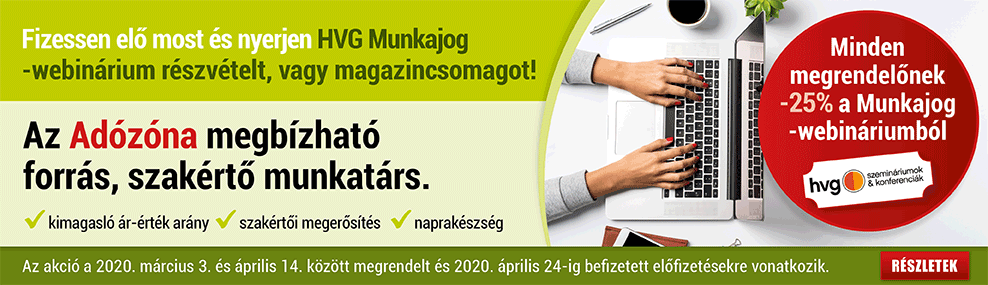 Fizessen elő most és nyerjen HVG Munkajog
-webinárium részvételt, vagy magazincsomagot!
Az Adózóna megbízható
forrás, szakértő munkatárs.
kimagasló ár-érték arány
szakértői megerősítés
naprakészség
Minden
megrendelőnek
-25% a Munkajog
-webináriumból
hvg szemináriumok
& konferenciák
Az akció a 2020. március 3. és április 14. között megrendelt és 2020. április 24-ig befizetett előfizetésekre vonatkozik.
RÉSZLETEK